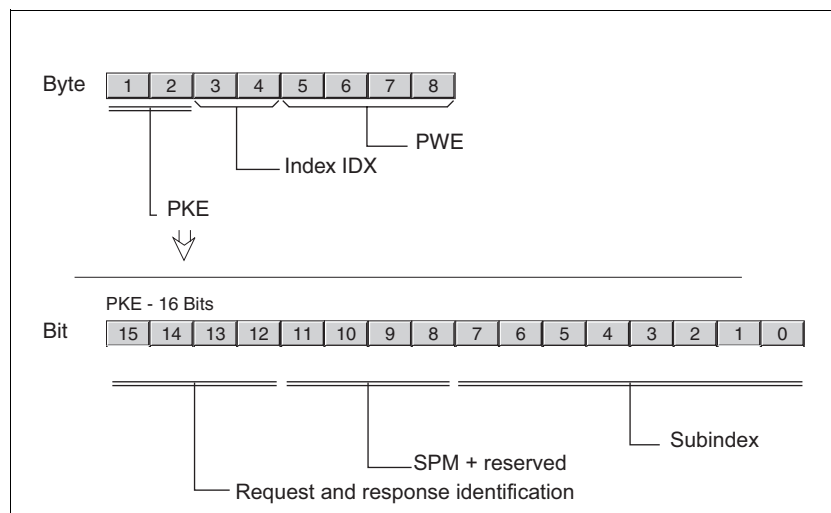 Byte 1 2 3 4 5 6 7 8
PWE
Index IDX
PKE
PKE - 16 Bits
Bit 15 14 13 12 11 10 9 8 7 6 5 4 3 2 1 0
Subindex
SPM + reserved
Request and response identification